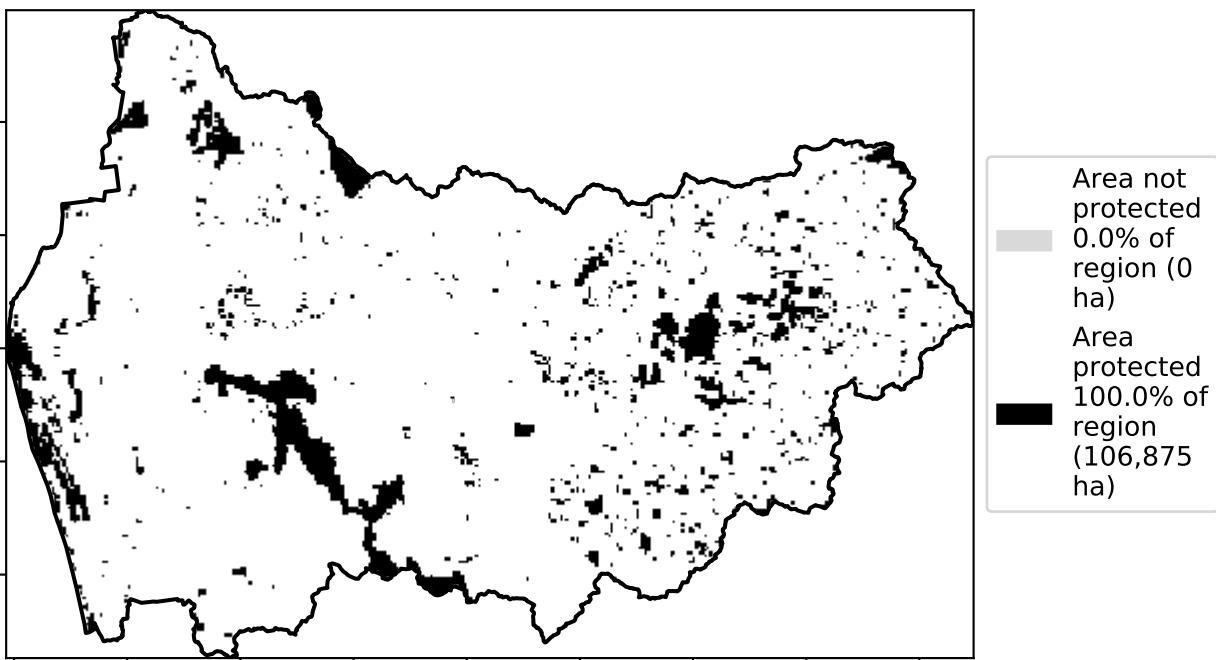 Area not
protected
0.0% of
region (0
ha)
Area
protected
100.0% of
region
(106,875
ha)